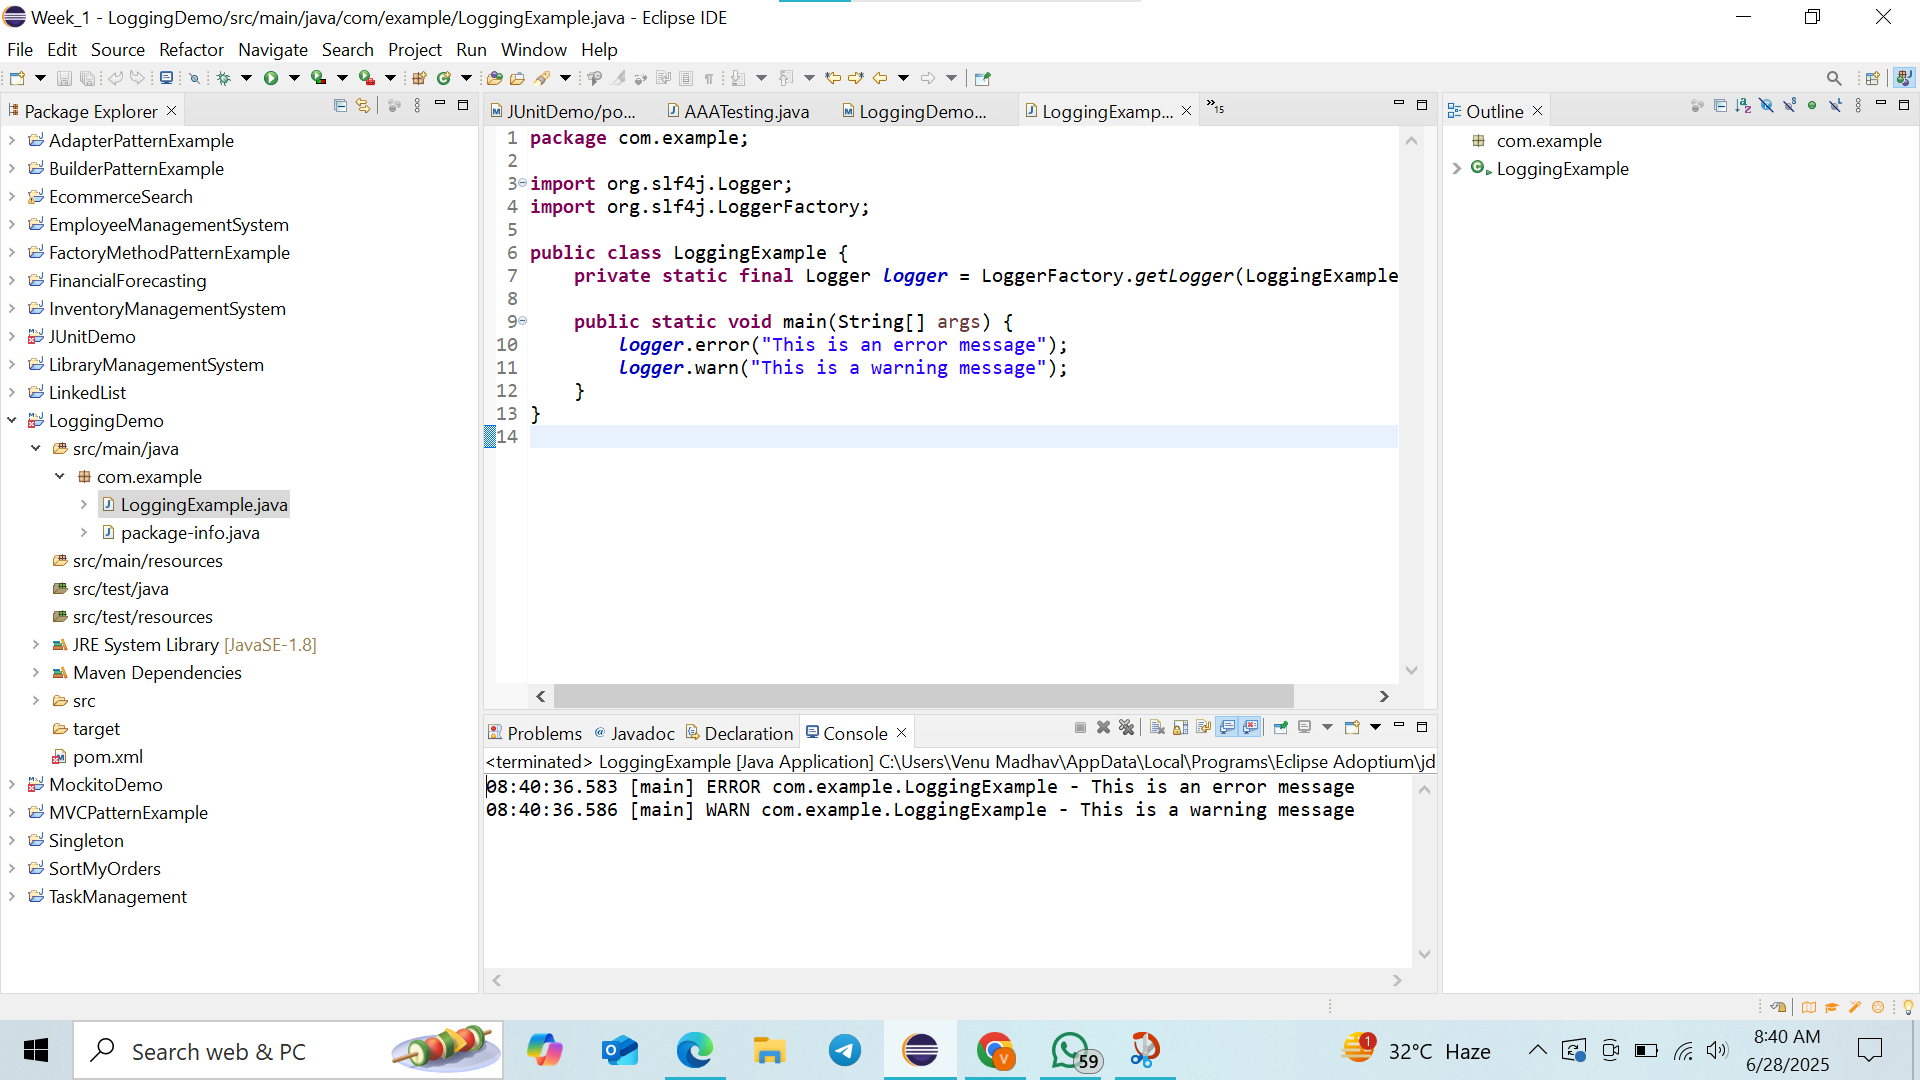 Week_1 - LoggingDemo/src/main/java/com/example/LoggingExample.java - Eclipse IDE
File Edit Source Refactor Navigate Search Project Run Window Help
Package Explorer
AdapterPatternExample
BuilderPatternExample
EcommerceSearch
EmployeeManagementSystem
FactoryMethodPatternExample
FinancialForecasting
InventoryManagementSystem
JUnitDemo
LibraryManagementSystem
LinkedList
LoggingDemo
src/main/java
com.example
LoggingExample.java
package-info.java
src/main/resources
src/test/java
src/test/resources
JRE System Library [JavaSE-1.8]
Maven Dependencies
src
target
pom.xml
MockitoDemo
MVCPatternExample
Singleton
SortMyOrders
TaskManagement
JUnitDemo/po... AAATesting.java LoggingDemo... LoggingExamp... »15
1 package com.example;
2
3 import org.slf4j.Logger;
4 import org.slf4j.LoggerFactory;
5
6 public class LoggingExample {
7 private static final Logger logger = LoggerFactory.getLogger(LoggingExample
8
9 public static void main(String[] args) {
10 logger.error("This is an error message");
11 logger.warn("This is a warning message");
12 }
13 }
14
Problems Javadoc Declaration Console
<terminated> LoggingExample [Java Application] C:\Users\Venu Madhav\AppData\Local\Programs\Eclipse Adoptium\jd
08:40:36.583 [main] ERROR com.example.LoggingExample - This is an error message
08:40:36.586 [main] WARN com.example.LoggingExample - This is a warning message
Outline
com.example
LoggingExample
Search web & PC
59
1
32°C Haze
8:40 AM
6/28/2025